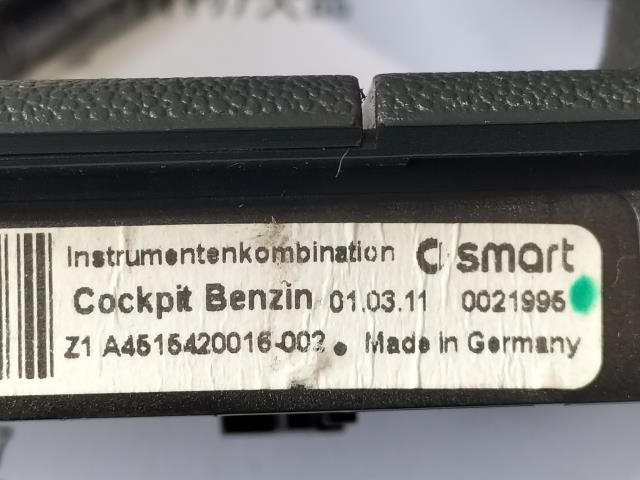 Instrumentenkombination smart
Cockpit Benzin 01.03.11 0021995
Z1 A4515420016-002 Made in Germany